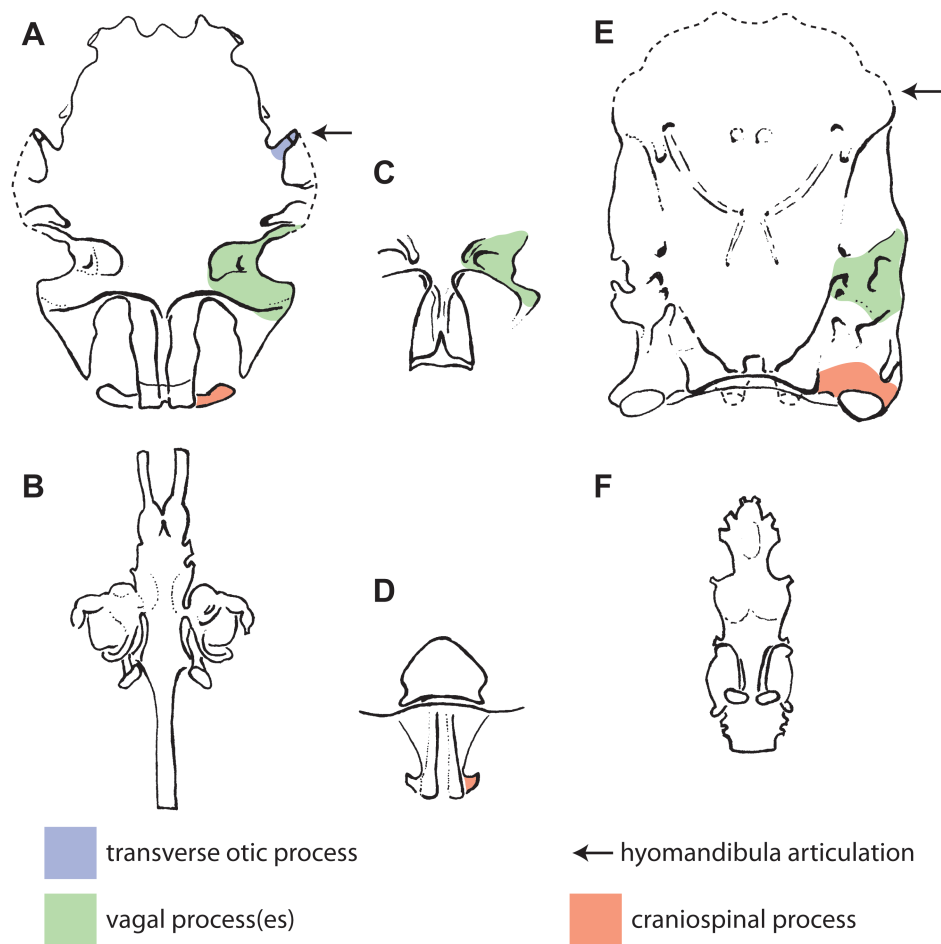 A
E
C
B
F
D
transverse otic process
hyomandibula articulation
vagal process(es)
craniospinal process